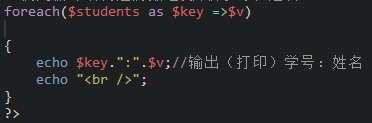 foreach($students as $key =>$v)
{
echo $key.":".$v;//输出（打印）学号：姓名
echo "<br />";
}
?>